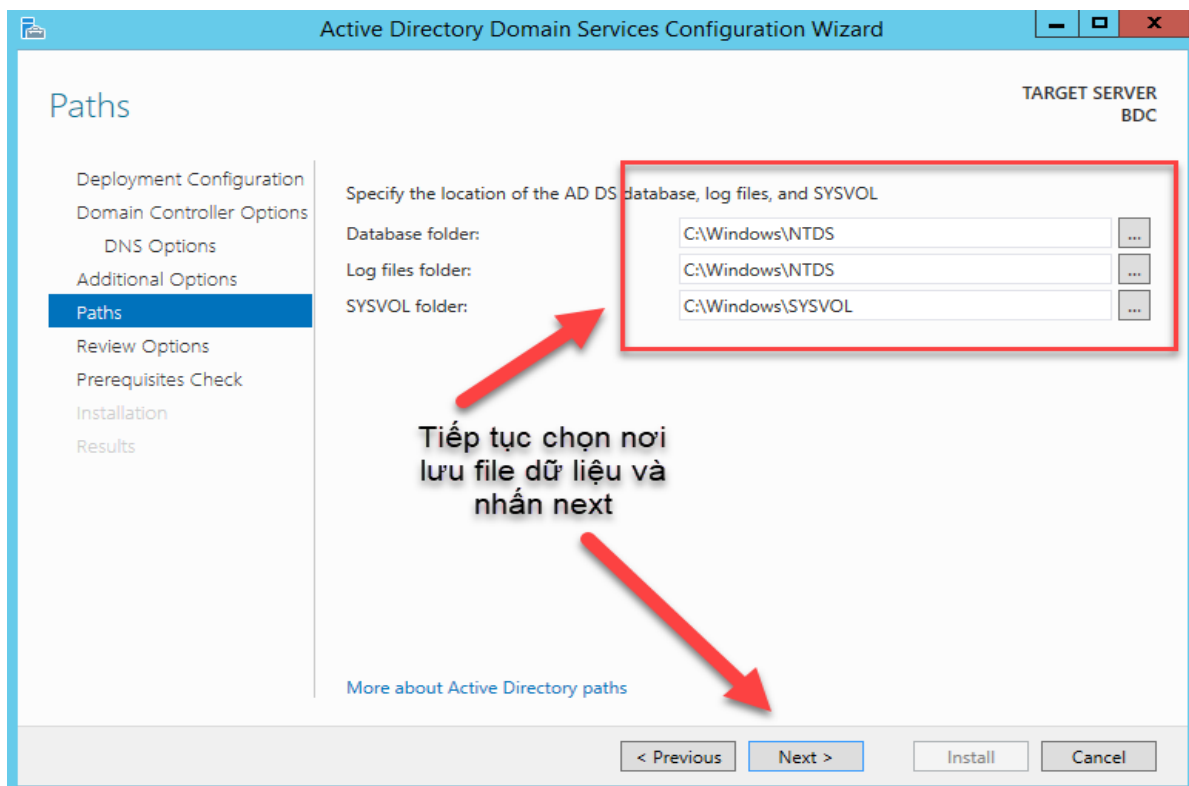 Active Directory Domain Services Configuration Wizard
Paths
TARGET SERVER
BDC
Deployment Configuration
Domain Controller Options
DNS Options
Additional Options
Paths
Review Options
Prerequisites Check
Installation
Results
Specify the location of the AD DS database, log files, and SYSVOL
Database folder: C:\Windows\NTDS ...
Log files folder: C:\Windows\NTDS ...
SYSVOL folder: C:\Windows\SYSVOL ...
Tiếp tục chọn nơi
lưu file dữ liệu và
nhấn next
More about Active Directory paths
< Previous Next > Install Cancel